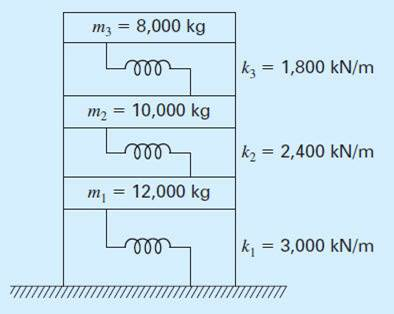 m₃ = 8,000 kg
k₃ = 1,800 kN/m
m₂ = 10,000 kg
k₂ = 2,400 kN/m
m₁ = 12,000 kg
k₁ = 3,000 kN/m